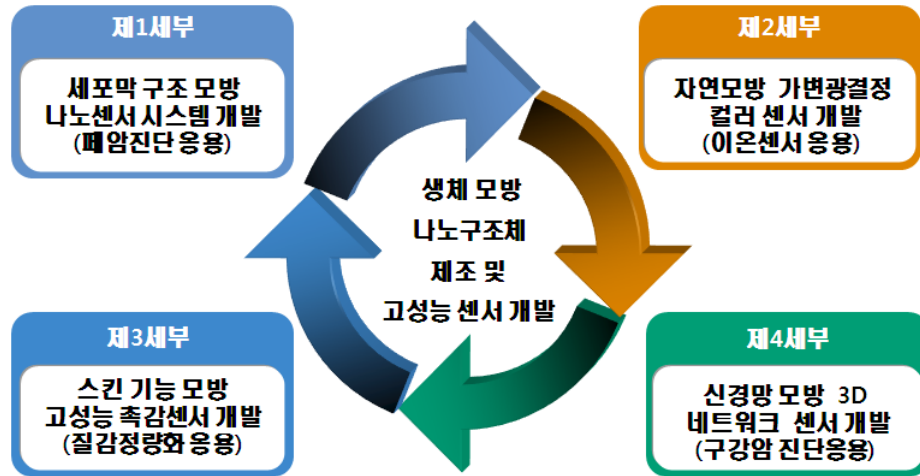 제1세부
세포막 구조 모방
나노센서 시스템 개발
(폐암진단 응용)
제2세부
자연모방 가변광결정
컬러 센서 개발
(이온센서 응용)
생체 모방
나노구조체
제조 및
고성능 센서 개발
제3세부
스킨 기능 모방
고성능 촉감센서 개발
(질감정량화 응용)
제4세부
신경망 모방 3D
네트워크 센서 개발
(구강암 진단응용)